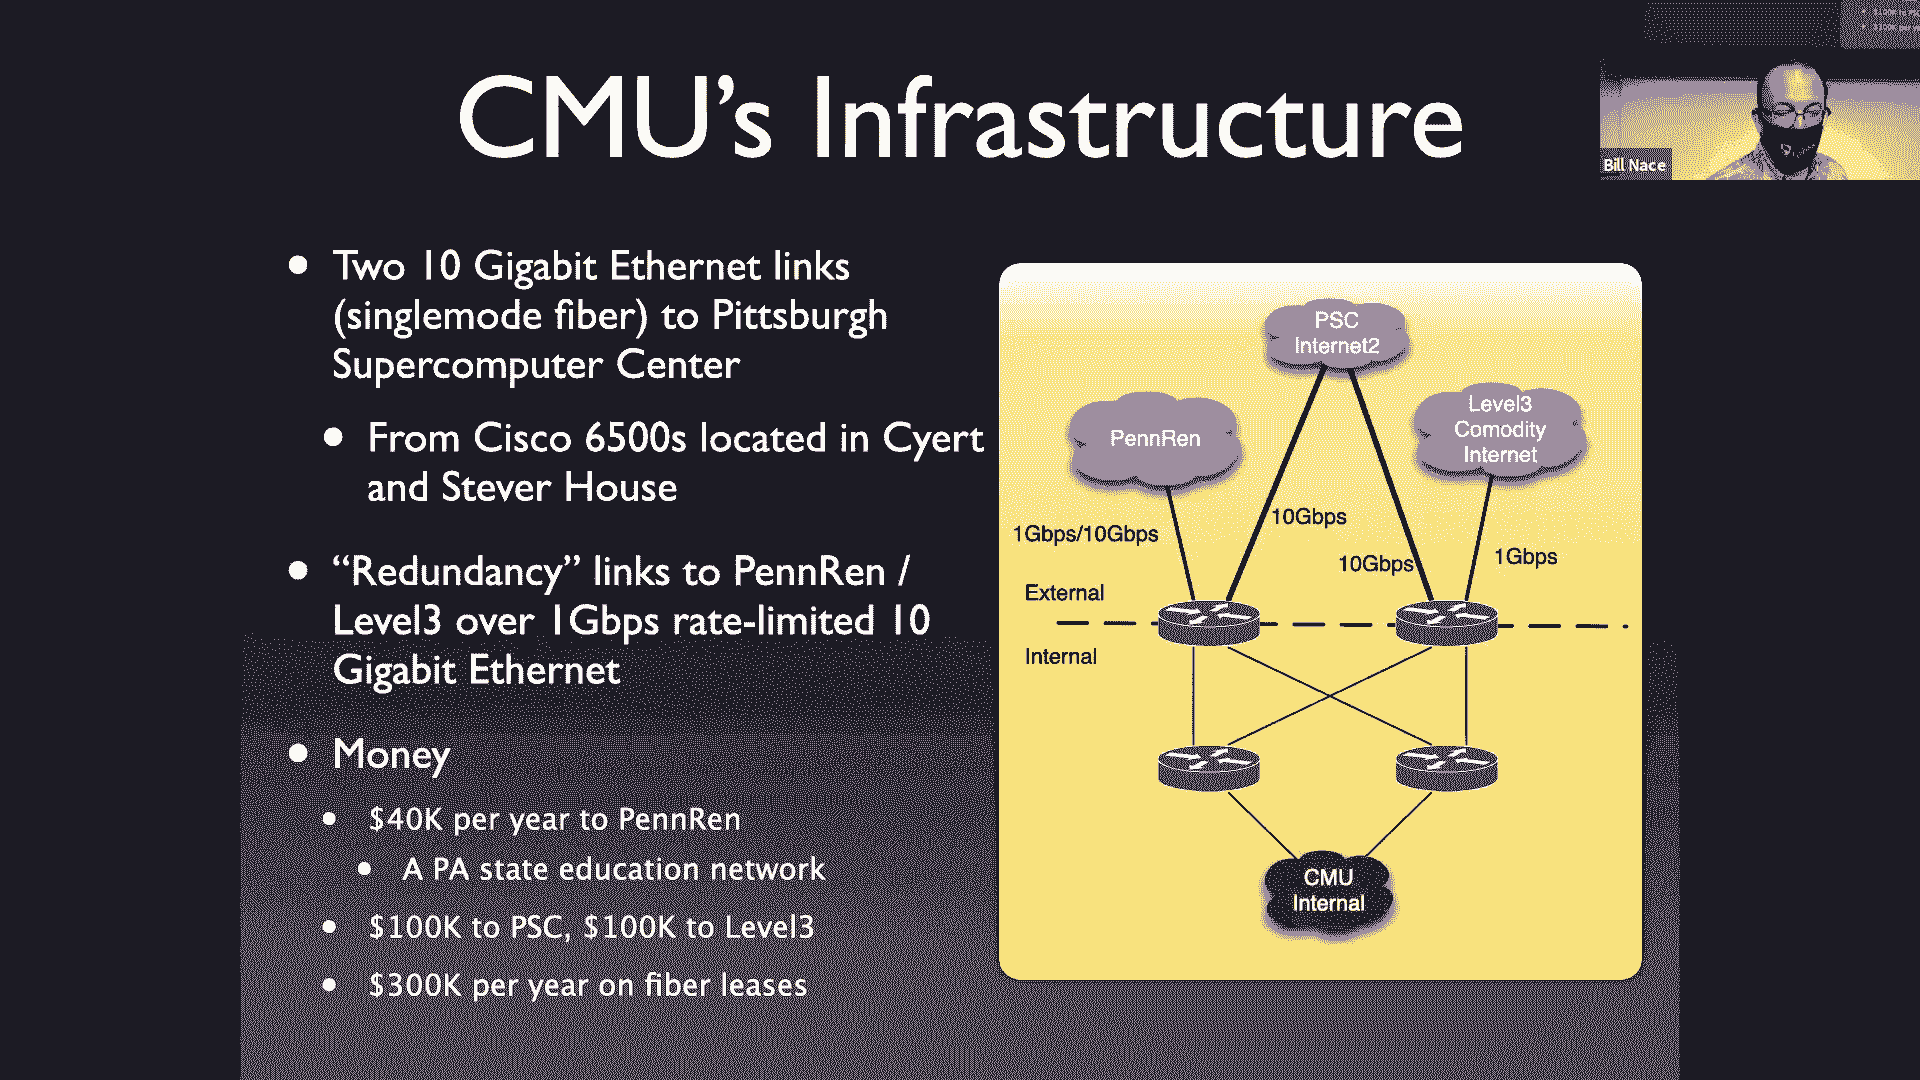 CMU's Infrastructure
Bill Nace
• Two 10 Gigabit Ethernet links
(singlemode fiber) to Pittsburgh
Supercomputer Center
• From Cisco 6500s located in Cyert
and Stever House
• “Redundancy” links to PennRen /
Level3 over 1Gbps rate-limited 10
Gigabit Ethernet
• Money
• $40K per year to PennRen
• A PA state education network
• $100K to PSC, $100K to Level3
• $300K per year on fiber leases
PSC
Internet2
PennRen
Level3
Comodity
Internet
1Gbps/10Gbps
10Gbps
10Gbps
1Gbps
External
Internal
CMU
Internal